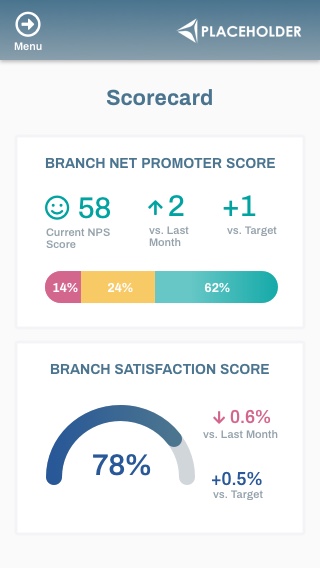 Menu
PLACEHOLDER
Scorecard
BRANCH NET PROMOTER SCORE
58
2
+1
Current NPS
Score
vs. Last
Month
vs. Target
14%
24%
62%
BRANCH SATISFACTION SCORE
0.6%
vs. Last Month
78%
+0.5%
vs. Target